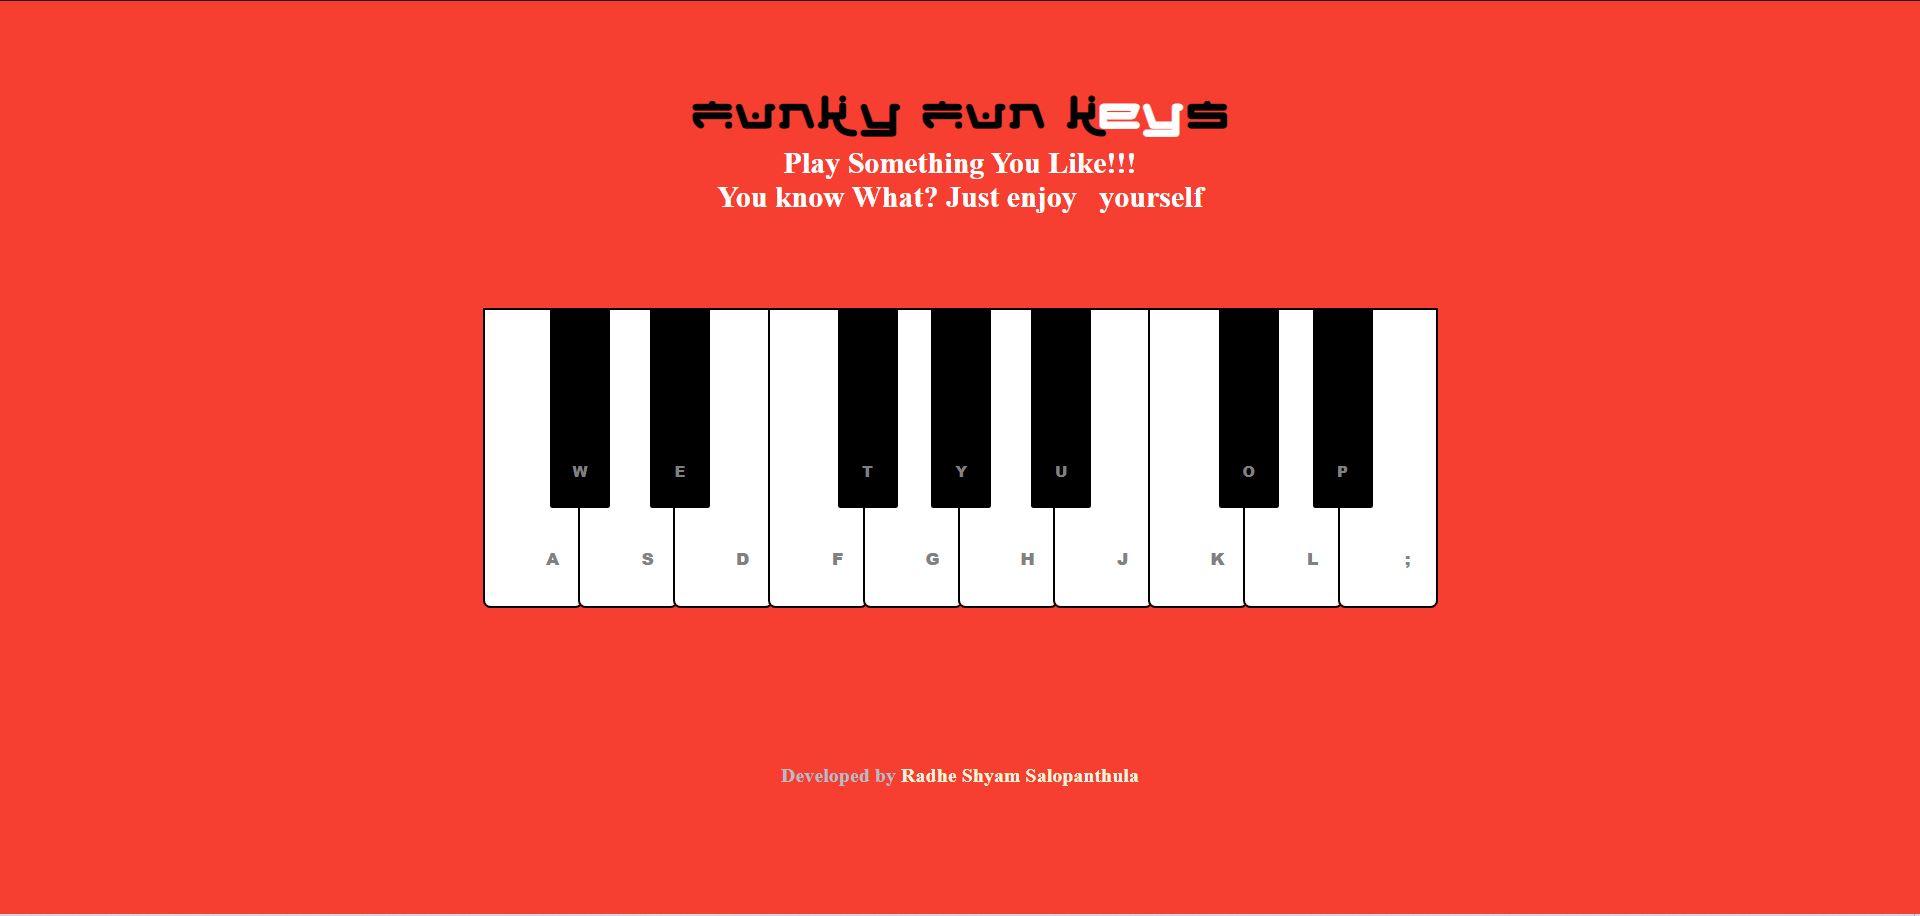 Funky Fun Keys
Play Something You Like!!!
You know What? Just enjoy yourself
W E T Y U O P
A S D F G H J K L ;
Developed by Radhe Shyam Salopanthula